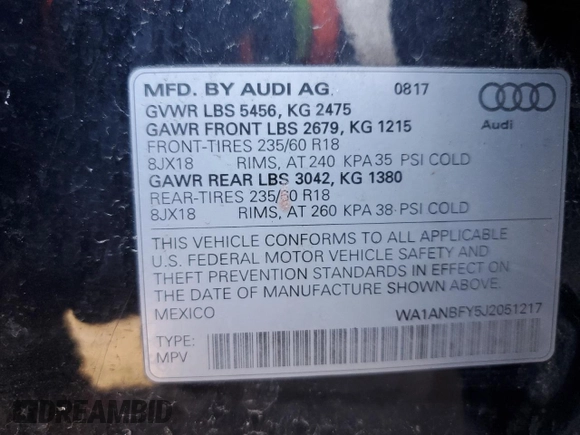 MFD. BY AUDI AG 0817
GVWR LBS 5456, KG 2475
GAWR FRONT LBS 2679, KG 1215
FRONT-TIRES 235/60 R18
8JX18 RIMS, AT 240 KPA 35 PSI COLD
GAWR REAR LBS 3042, KG 1380
REAR-TIRES 235/60 R18
8JX18 RIMS, AT 260 KPA 38 PSI COLD
Audi
THIS VEHICLE CONFORMS TO ALL APPLICABLE
U.S. FEDERAL MOTOR VEHICLE SAFETY AND
THEFT PREVENTION STANDARDS IN EFFECT ON
THE DATE OF MANUFACTURE SHOWN ABOVE.
MEXICO WA1ANBFY5J2051217
TYPE:
MPV
DREAMBID